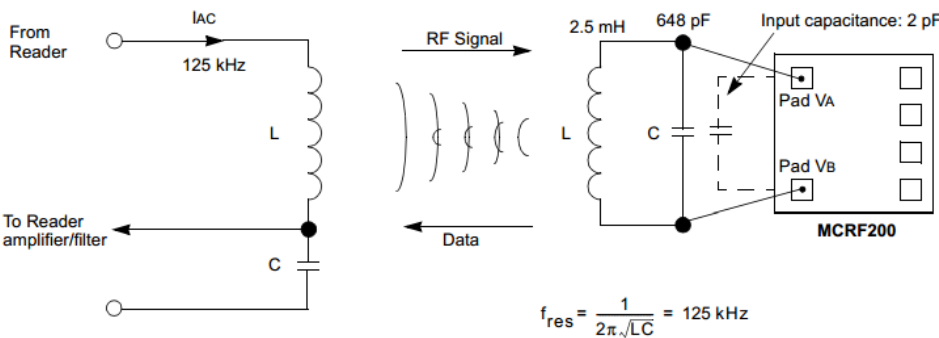 From
Reader
IAC
125 kHz
L
To Reader
amplifier/filter
C
RF Signal
Data
2.5 mH
648 pF
Input capacitance: 2 pF
L
C
Pad VA
Pad VB
MCRF200
fres = 1 / 2π√LC = 125 kHz